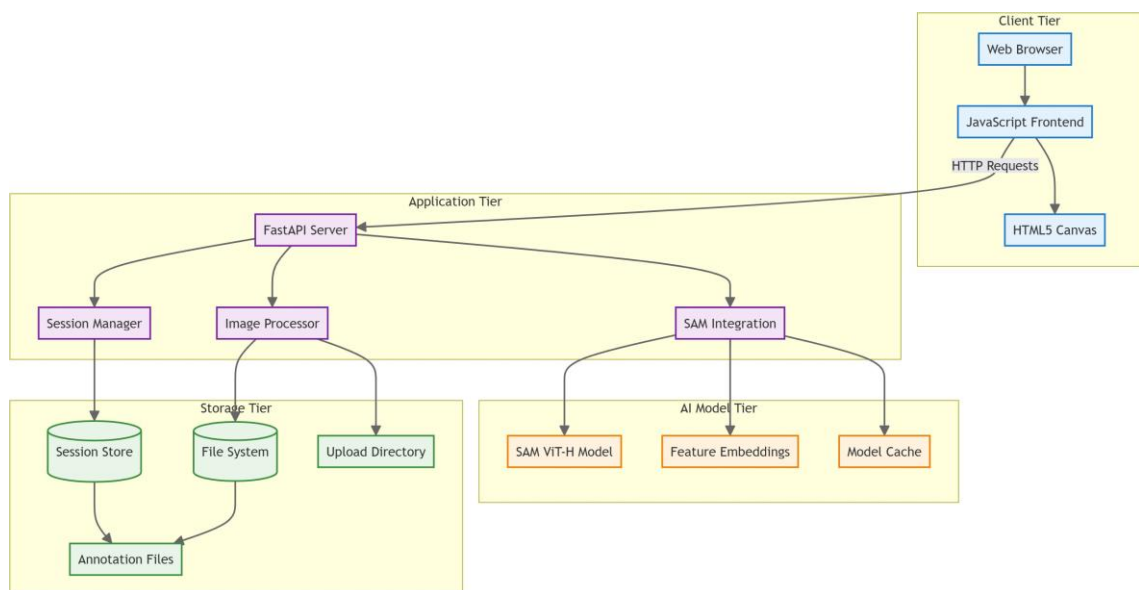 Client Tier
Web Browser
JavaScript Frontend
HTTP Requests
HTML5 Canvas
Application Tier
FastAPI Server
Session Manager
Image Processor
SAM Integration
Storage Tier
Session Store
File System
Upload Directory
Annotation Files
AI Model Tier
SAM ViT-H Model
Feature Embeddings
Model Cache